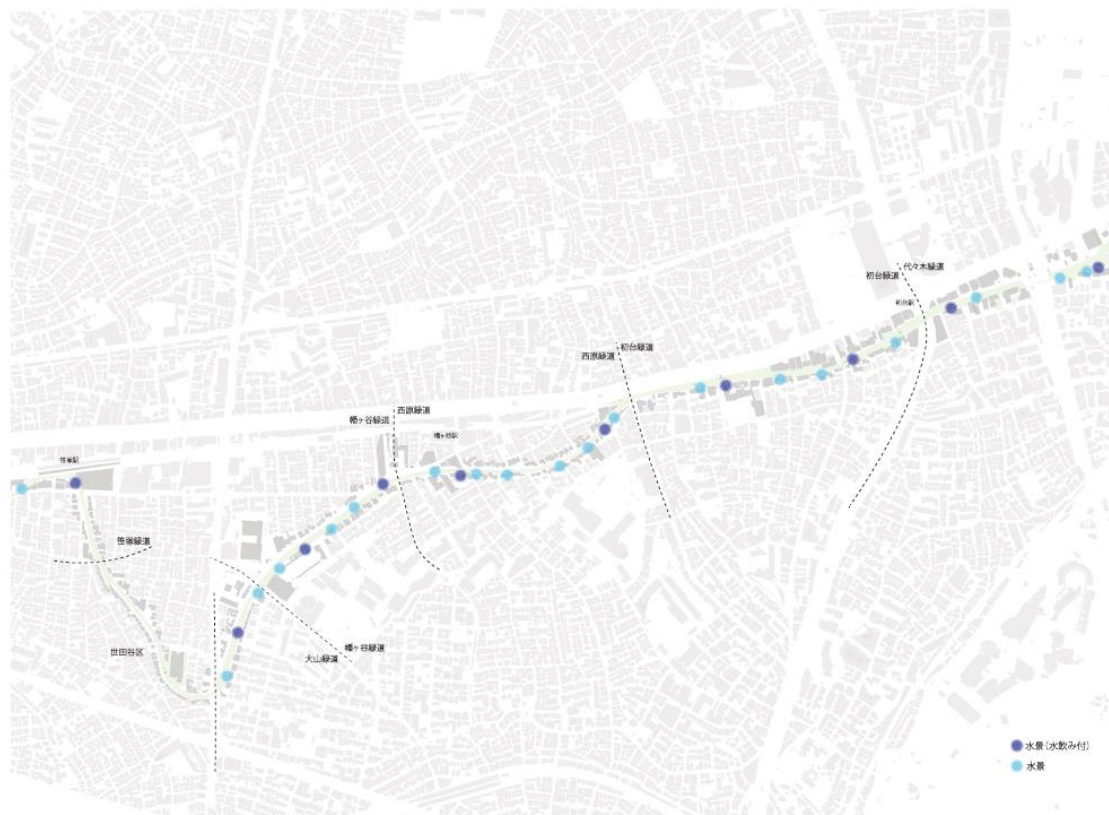 代々木緑道
初台緑道
初台駅
初台緑道
西原緑道
西原緑道
幡ヶ谷緑道
幡ヶ谷駅
笹塚駅
笹塚緑道
世田谷区
幡ヶ谷緑道
大山緑道
水景(水飲み付)
水景